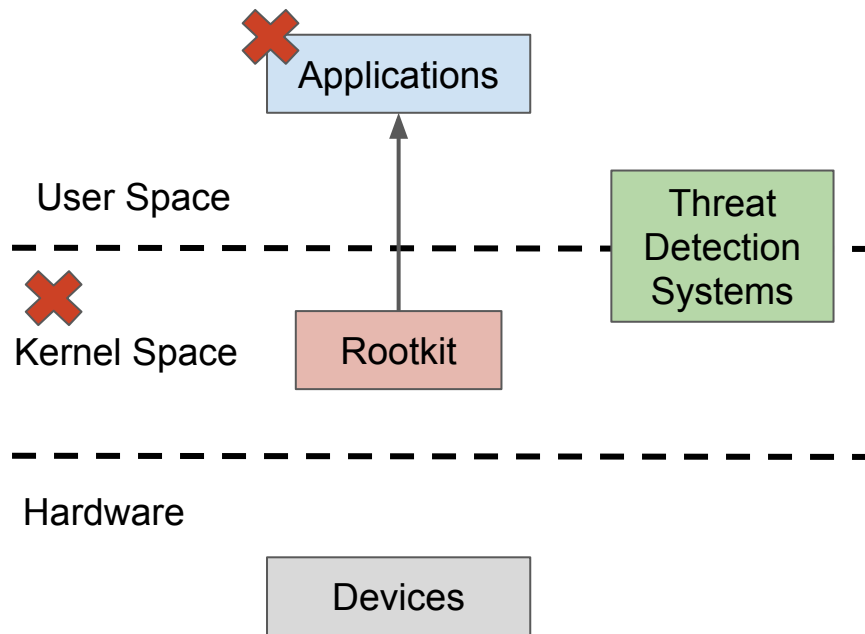 Applications
User Space
Threat
Detection
Systems
Kernel Space
Rootkit
Hardware
Devices